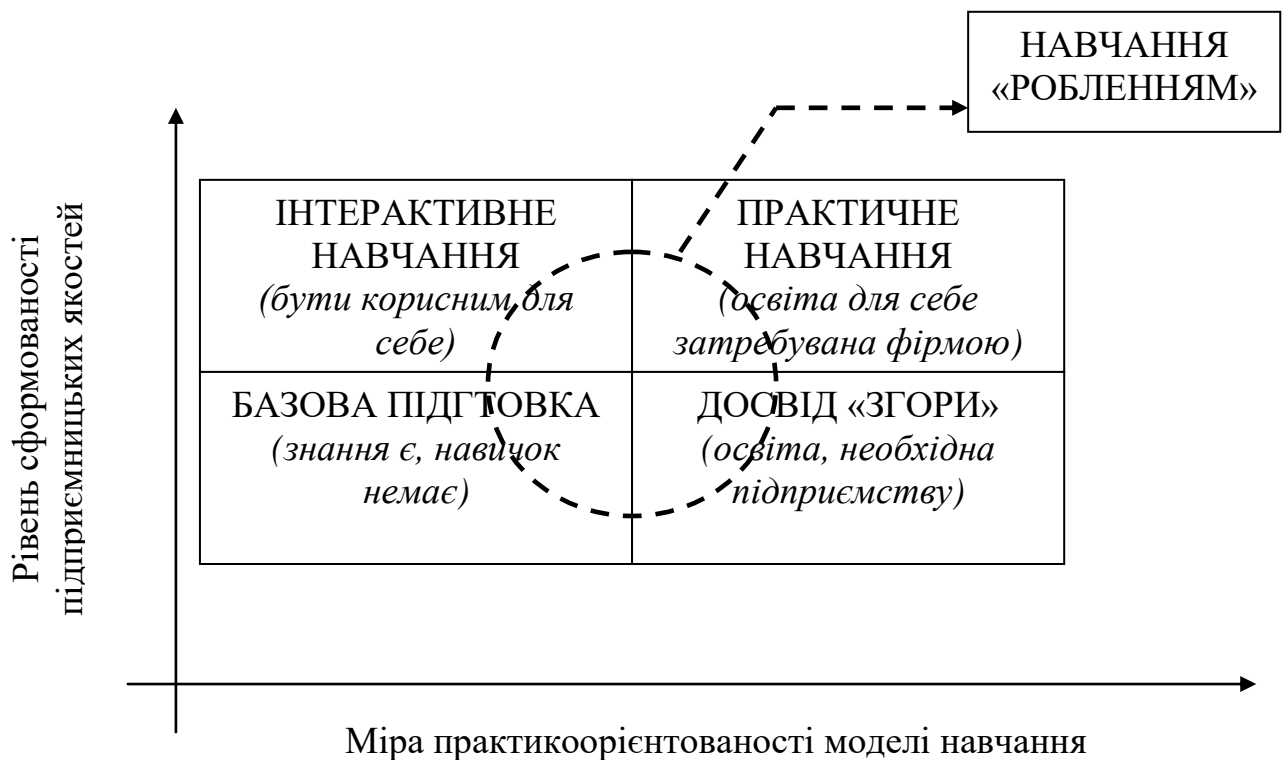 НАВЧАННЯ
«РОБЛЕННЯМ»
Рівень сформованості
підприємницьких якостей
ІНТЕРАКТИВНЕ
НАВЧАННЯ
(бути корисним для
себе)
ПРАКТИЧНЕ
НАВЧАННЯ
(освіта для себе
затребувана фірмою)
БАЗОВА ПІДГТОВКА
(знання є, навичок
немає)
ДОСВІД «ЗГОРИ»
(освіта, необхідна
підприємству)
Міра практикоорієнтованості моделі навчання